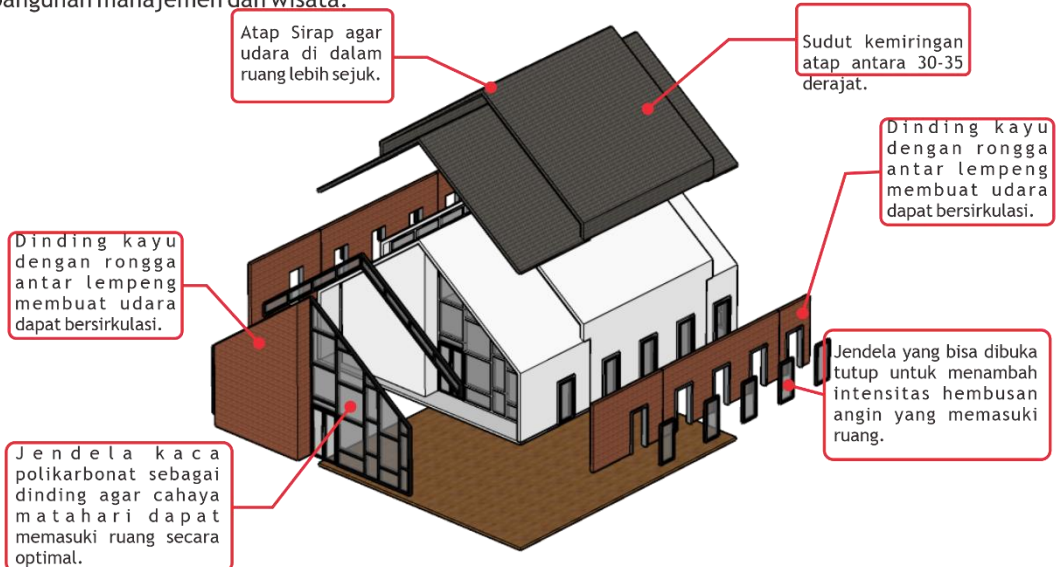 bangunan manajemen dan wisata.
Atap Sirap agar
udara di dalam
ruang lebih sejuk.
Sudut kemiringan
atap antara 30-35
derajat.
Dinding kayu
dengan rongga
antar lempeng
membuat udara
dapat bersirkulasi.
Dinding kayu
dengan rongga
antar lempeng
membuat udara
dapat bersirkulasi.
Jendela yang bisa dibuka
tutup untuk menambah
intensitas hembusan
angin yang memasuki
ruang.
Jendela kaca
polikarbonat sebagai
dinding agar cahaya
matahari dapat
memasuki ruang secara
optimal.